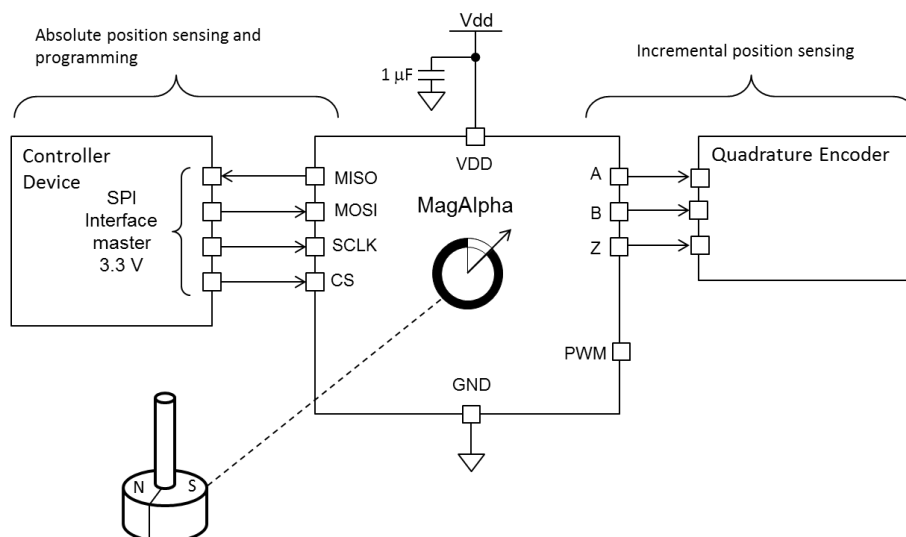 Absolute position sensing and
programming
Vdd
1 μF
Incremental position sensing
Controller
Device
SPI
Interface
master
3.3 V
MISO
MOSI
SCLK
CS
VDD
MagAlpha
GND
A
B
Z
PWM
Quadrature Encoder
N
S